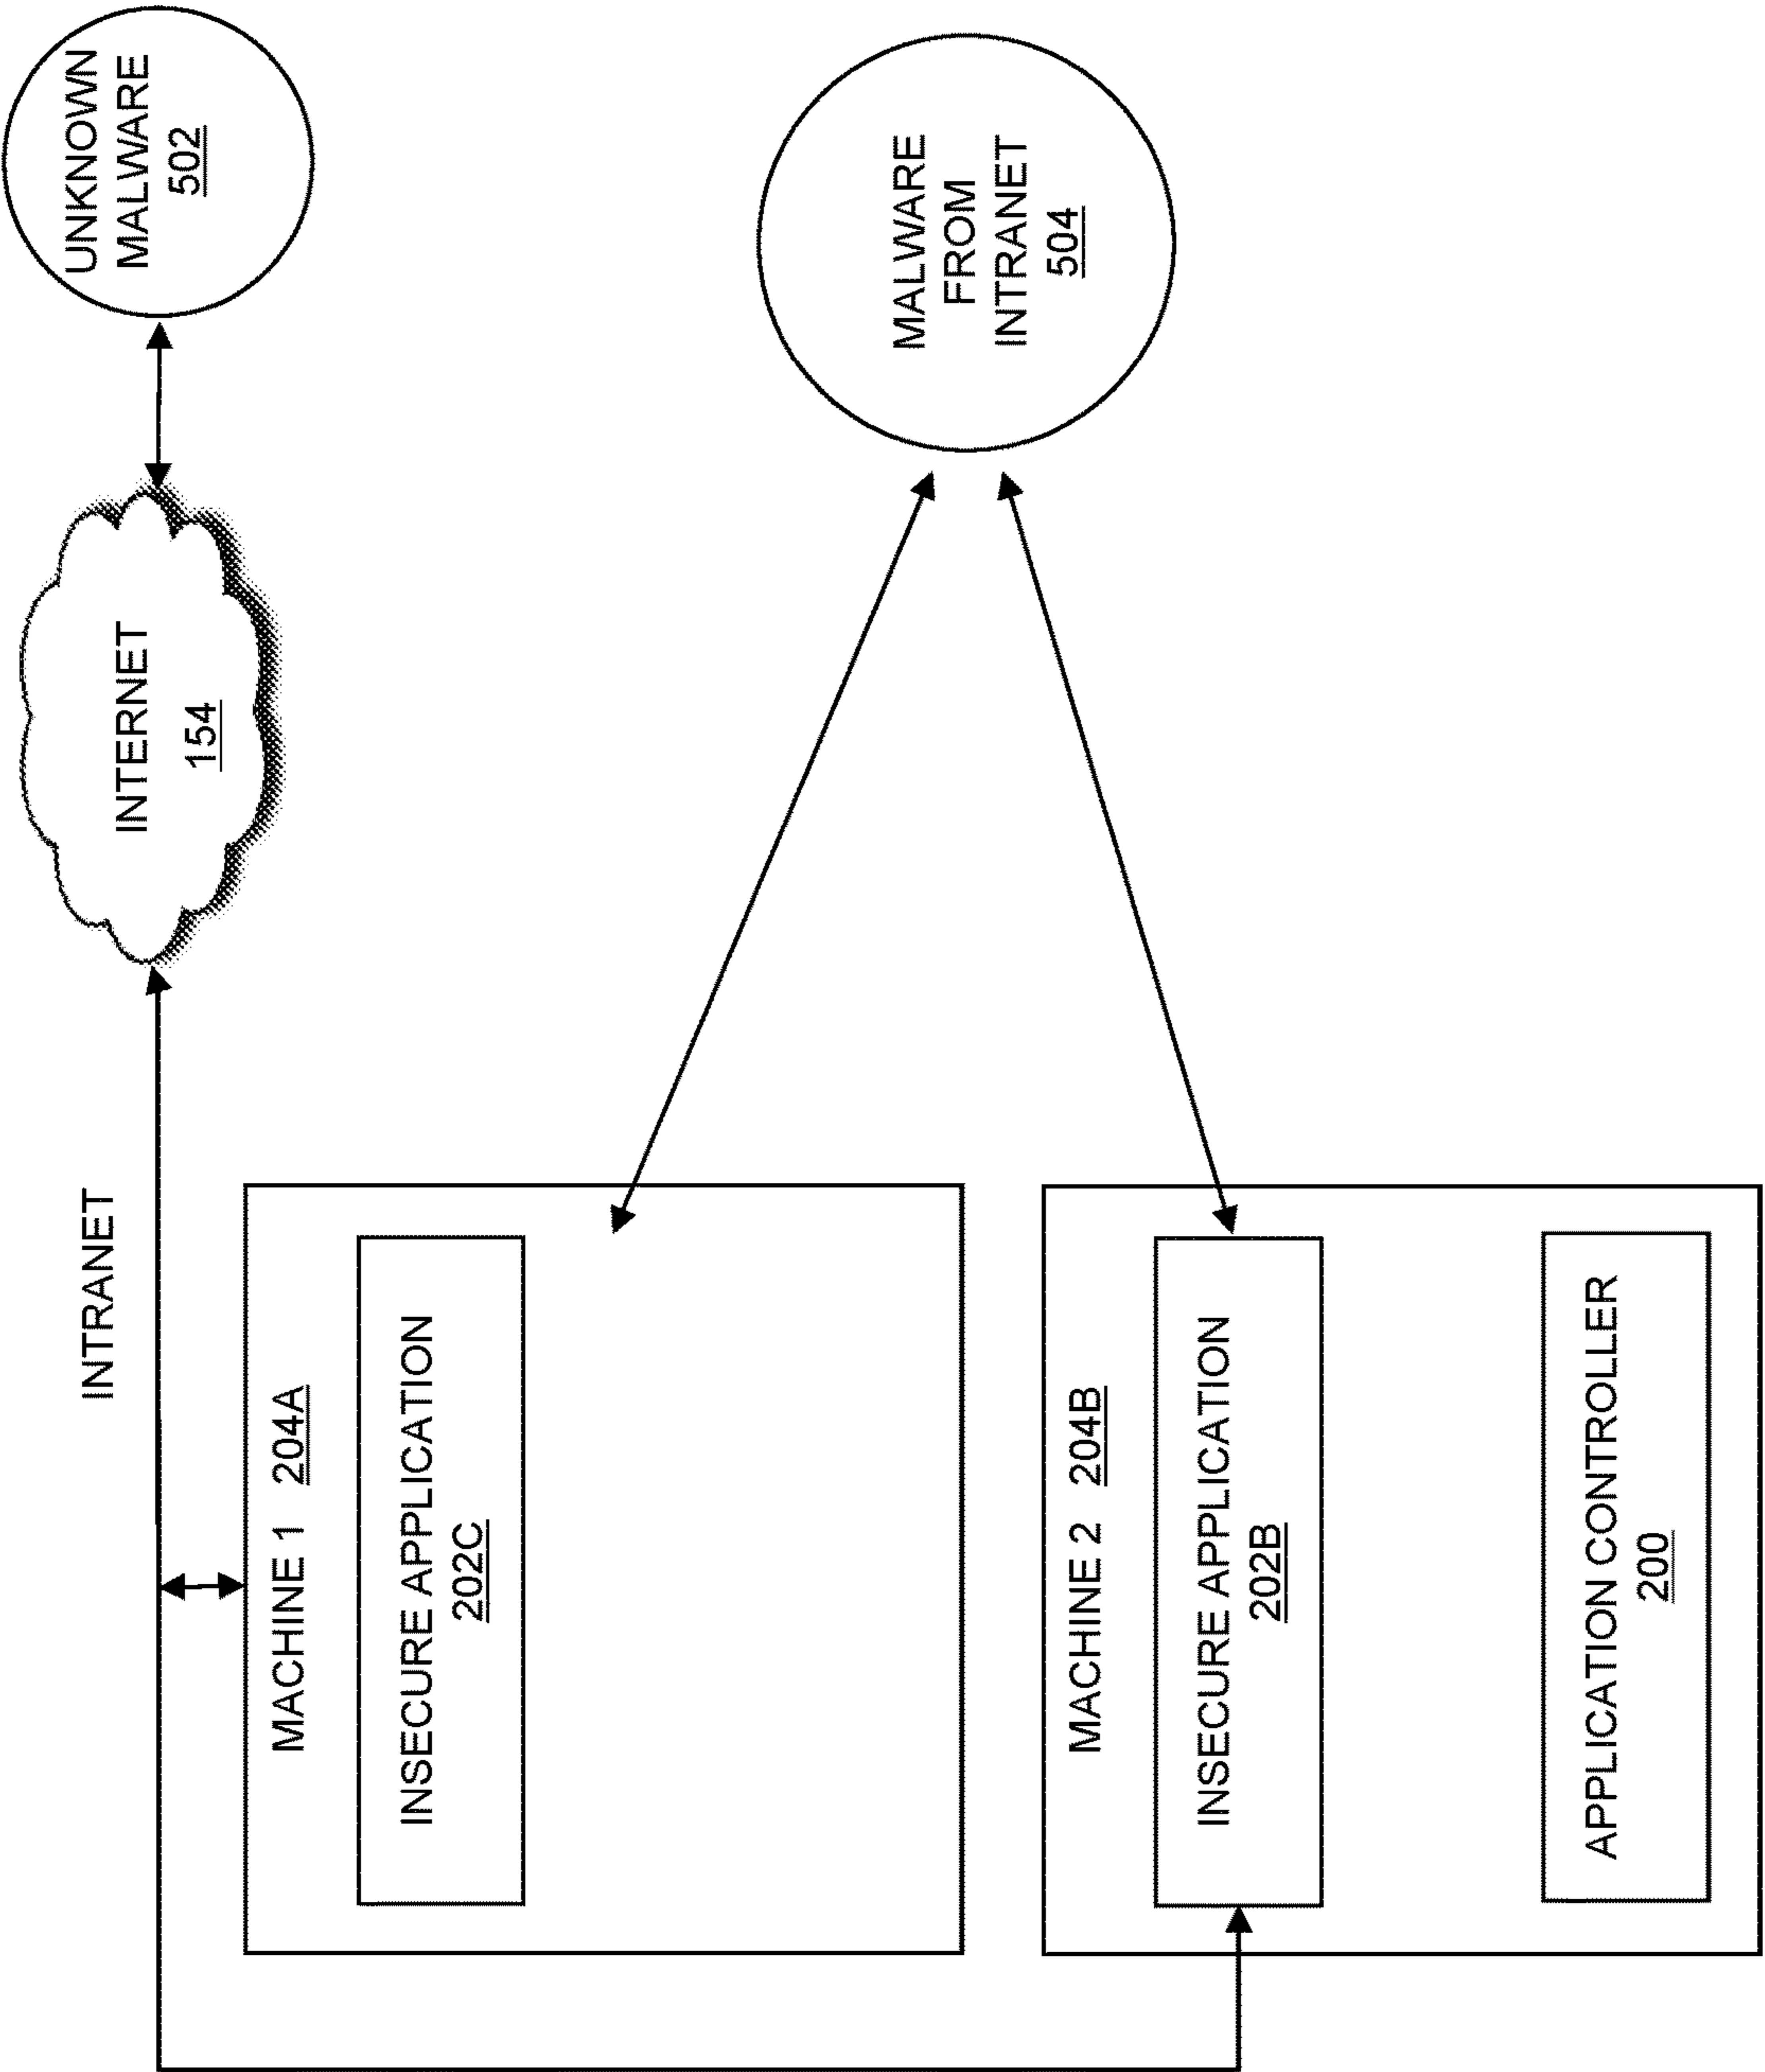 UNKNOWN
MALWARE
502
INTERNET
154
INTRANET
MALWARE
FROM
INTRANET
504
MACHINE 1 204A
INSECURE APPLICATION
202C
MACHINE 2 204B
INSECURE APPLICATION
202B
APPLICATION CONTROLLER
200